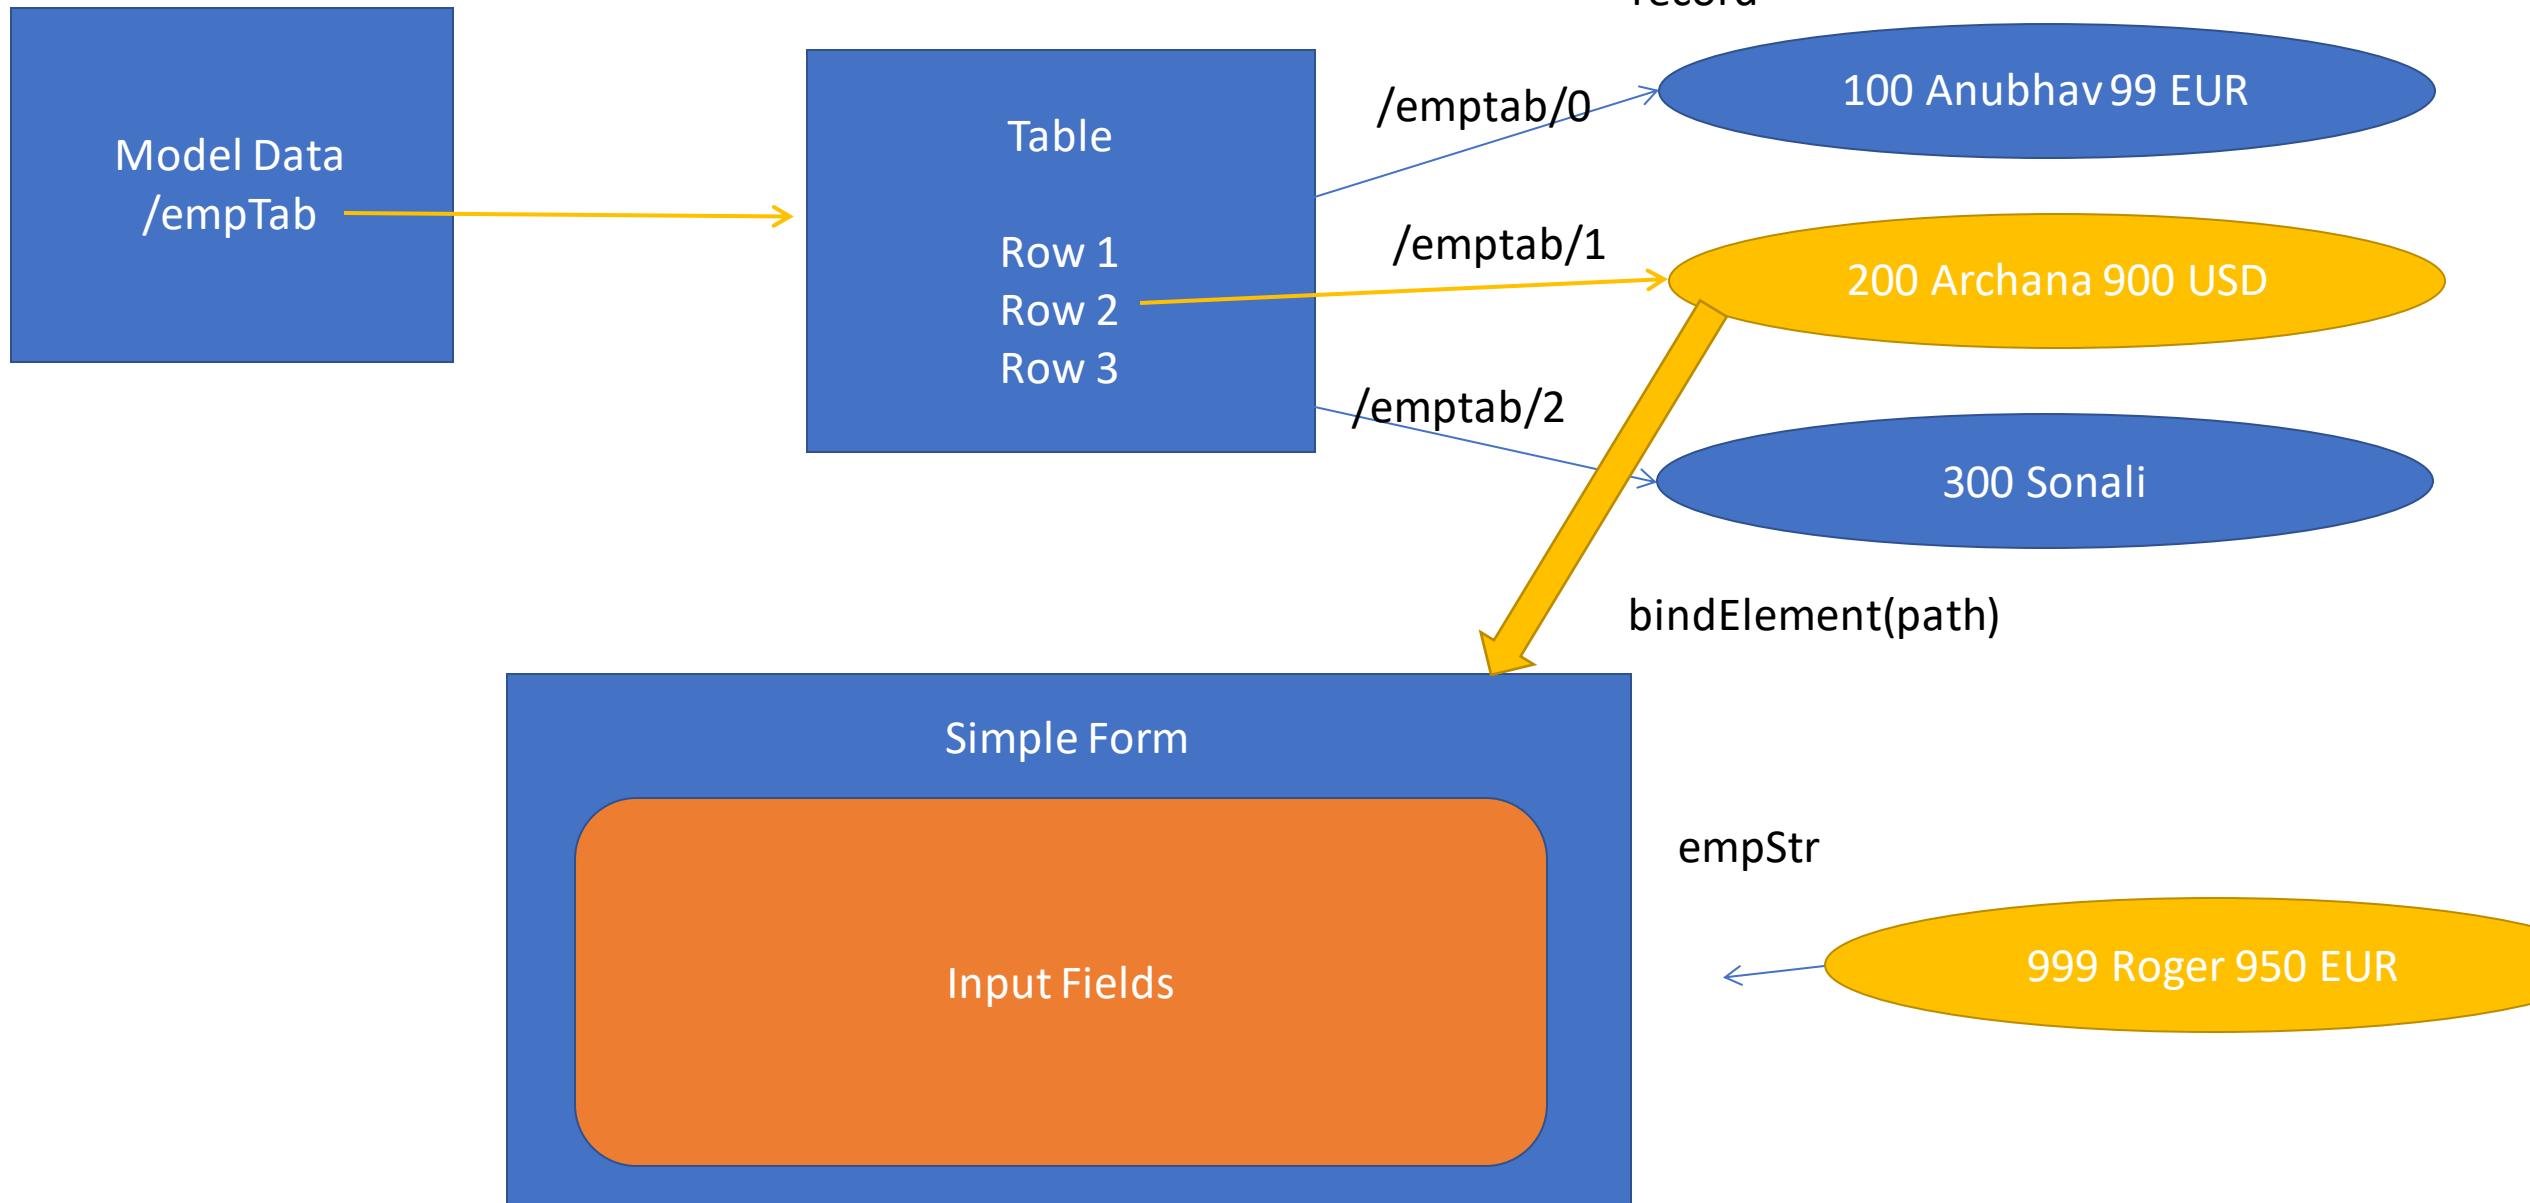 record
Model Data
/empTab
Table
Row 1
Row 2
Row 3
/emptab/0
100 Anubhav 99 EUR
/emptab/1
200 Archana 900 USD
/emptab/2
300 Sonali
bindElement(path)
Simple Form
Input Fields
empStr
999 Roger 950 EUR